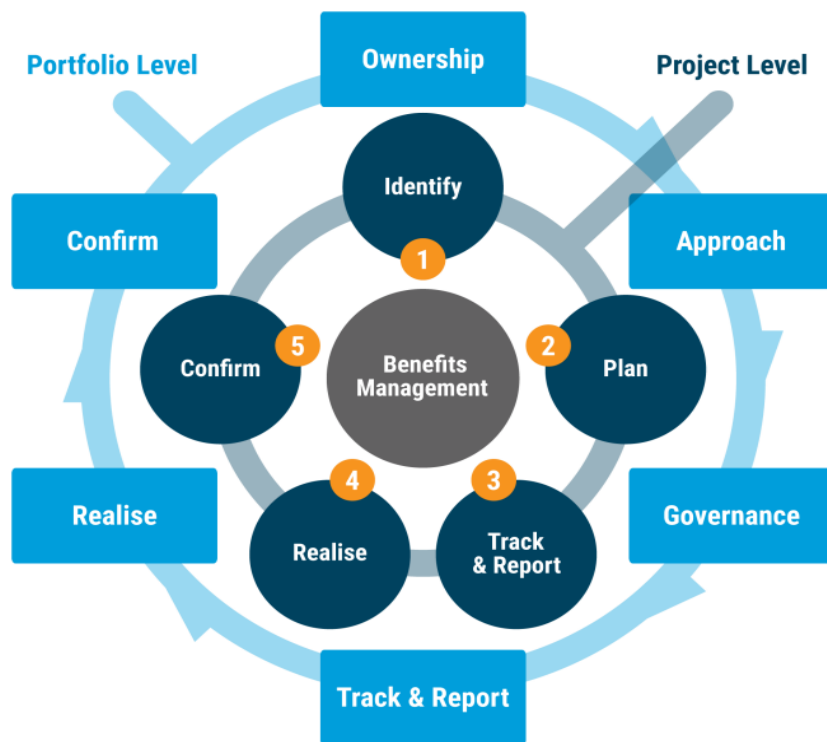 Ownership
Portfolio Level
Project Level
Identify
Confirm
Approach
1
Confirm
5
Benefits
Management
2
Plan
4
3
Realise
Realise
Track
& Report
Governance
Track & Report